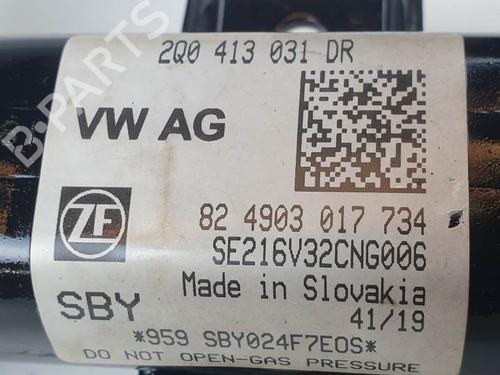 2Q0 413 031 DR
VW AG
ZF
82 4903 017 734
SE216V32CNG006
SBY
Made in Slovakia
41/19
*959 SBY024F7EOS*
DO NOT OPEN-GAS PRESSURE
B-PARTS